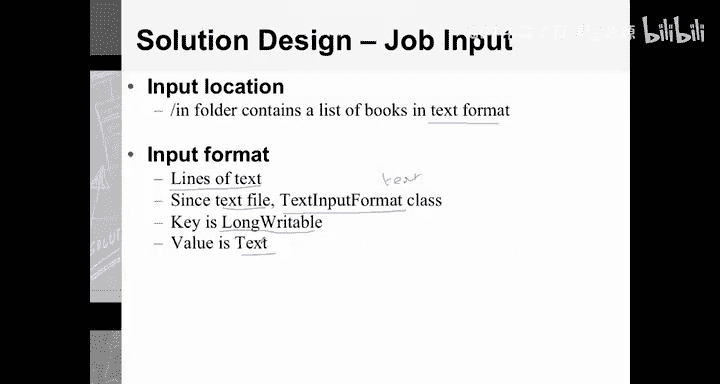 bilibili
Solution Design – Job Input
• Input location
– /in folder contains a list of books in text format
• Input format
– Lines of text
text
– Since text file, TextInputFormat class
– Key is LongWritable
– Value is Text